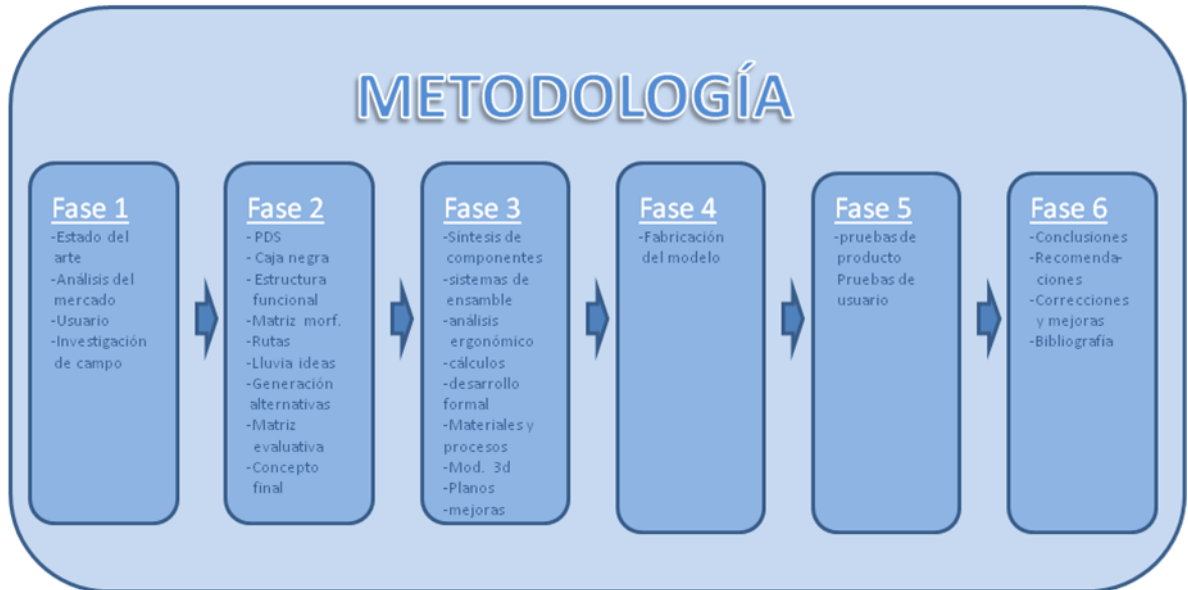 METODOLOGÍA
Fase 1
-Estado del
arte
-Análisis del
mercado
-Usuario
-Investigación
de campo
Fase 2
- PDS
- Caja negra
- Estructura
funcional
-Matriz morf.
-Rutas
-Lluvia ideas
-Generación
alternativas
-Matriz
evaluativa
-Concepto
final
Fase 3
-Síntesis de
componentes
-sistemas de
ensamble
-análisis
ergonómico
-cálculos
-desarrollo
formal
-Materiales y
procesos
-Mod. 3d
-Planos
-mejoras
Fase 4
-Fabricación
del modelo
Fase 5
-pruebas de
producto
Pruebas de
usuario
Fase 6
-Conclusiones
-Recomenda-
ciones
-Correcciones
y mejoras
-Bibliografía